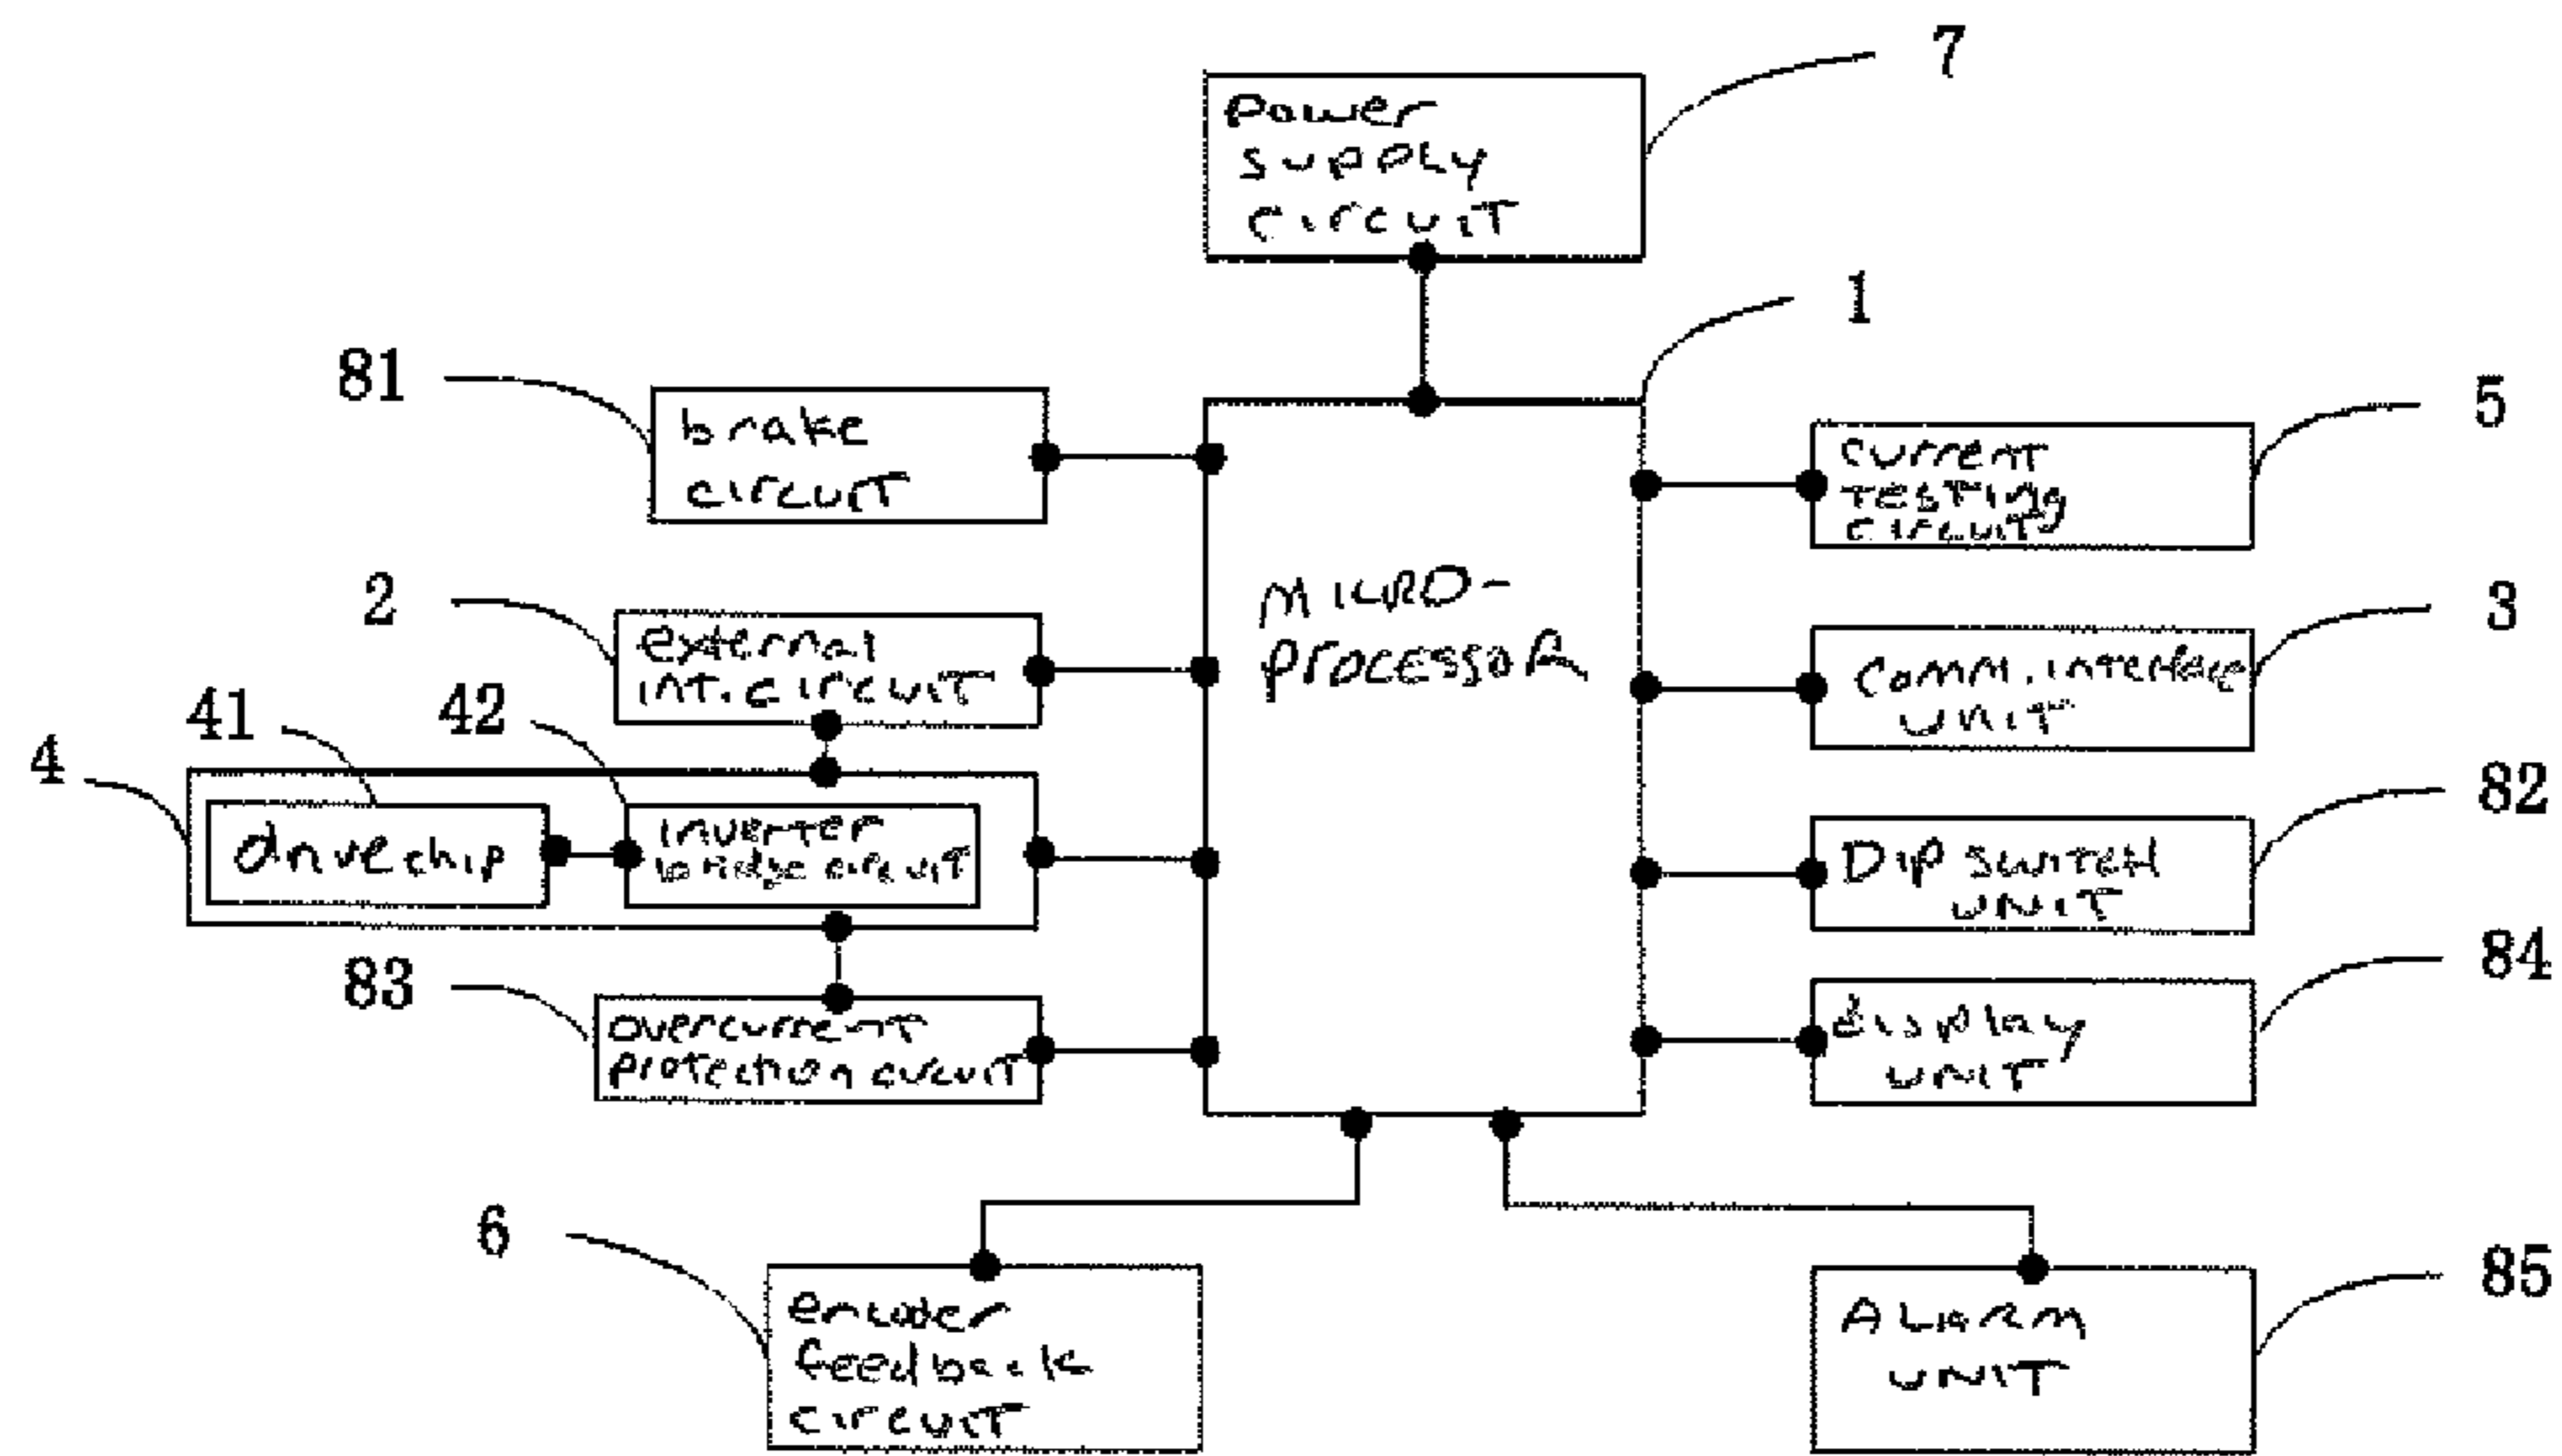 7
Power
supply
circuit
1
81
brake
circuit
5
current
testing
circuit
2
external
int. circuit
MICRO-
processor
3
comm. interface
unit
41
42
4
drive chip
inverter
bridge circuit
82
DIP switch
unit
83
overcurrent
protection circuit
84
display
unit
6
encoder
feedback
circuit
85
ALARM
UNIT